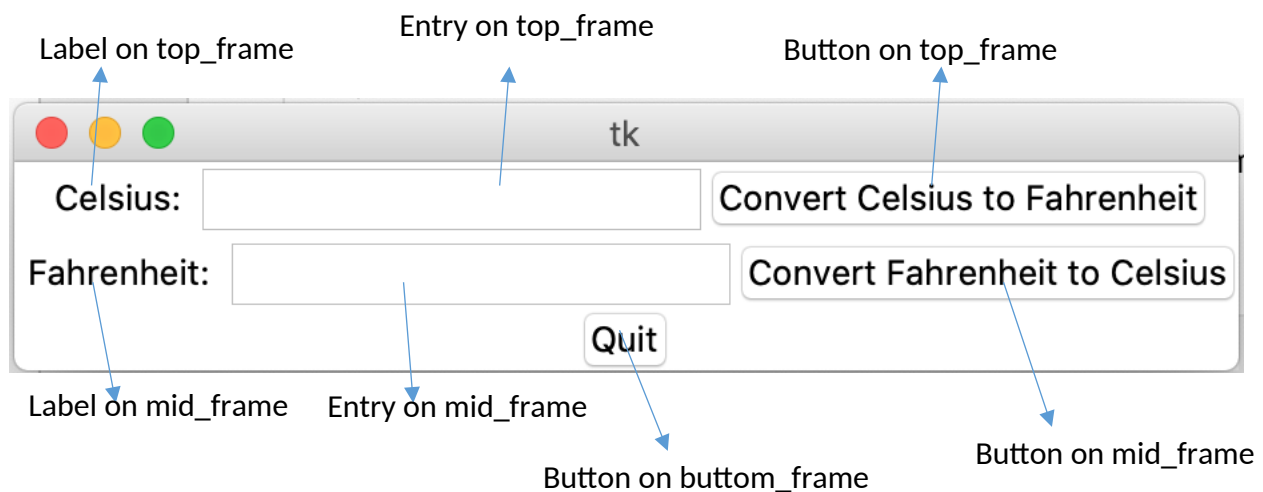 Entry on top_frame
Label on top_frame
Button on top_frame
tk
Celsius:
Convert Celsius to Fahrenheit
Fahrenheit:
Convert Fahrenheit to Celsius
Quit
Label on mid_frame
Entry on mid_frame
Button on mid_frame
Button on buttom_frame